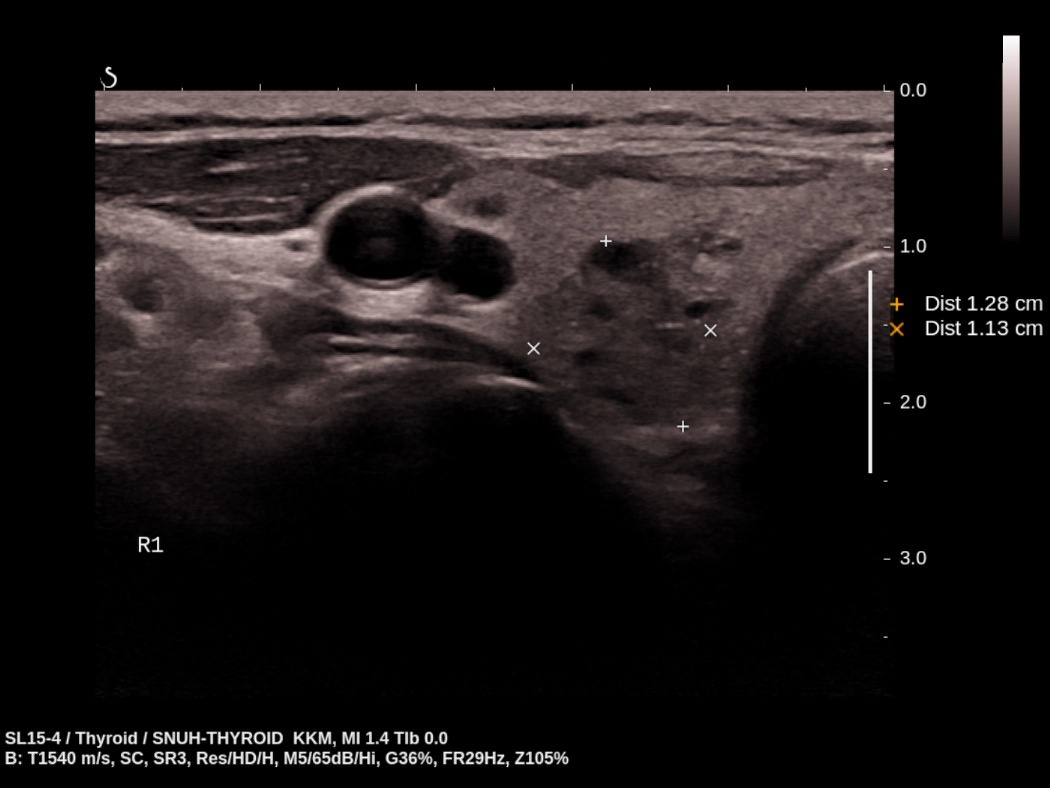 0.0
1.0
+ Dist 1.28 cm
× Dist 1.13 cm
2.0
R1
3.0
SL15-4 / Thyroid / SNUH-THYROID KKM, MI 1.4 TIb 0.0
B: T1540 m/s, SC, SR3, Res/HD/H, M5/65dB/Hi, G36%, FR29Hz, Z105%